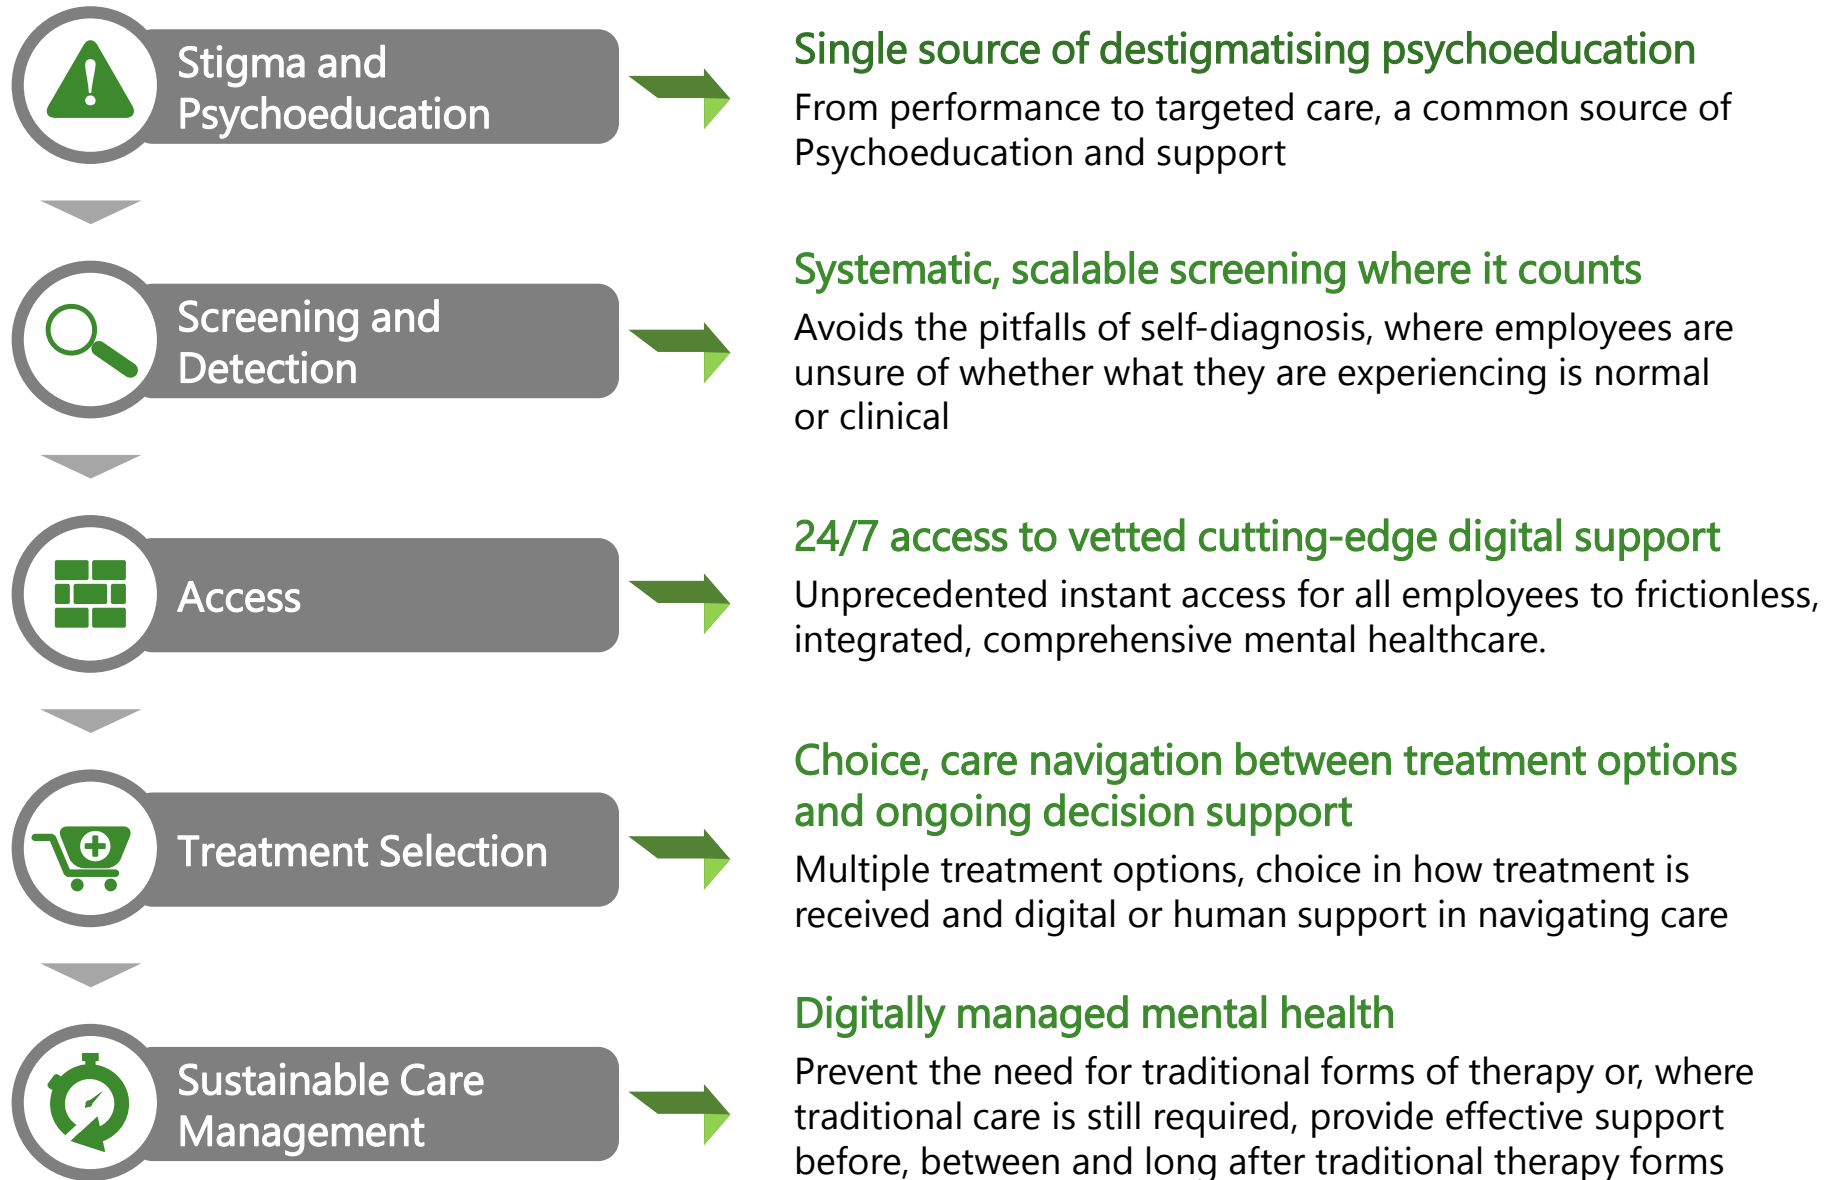 Stigma and
Psychoeducation
Single source of destigmatising psychoeducation
From performance to targeted care, a common source of
Psychoeducation and support
Screening and
Detection
Systematic, scalable screening where it counts
Avoids the pitfalls of self-diagnosis, where employees are
unsure of whether what they are experiencing is normal
or clinical
Access
24/7 access to vetted cutting-edge digital support
Unprecedented instant access for all employees to frictionless,
integrated, comprehensive mental healthcare.
Treatment Selection
Choice, care navigation between treatment options
and ongoing decision support
Multiple treatment options, choice in how treatment is
received and digital or human support in navigating care
Sustainable Care
Management
Digitally managed mental health
Prevent the need for traditional forms of therapy or, where
traditional care is still required, provide effective support
before, between and long after traditional therapy forms